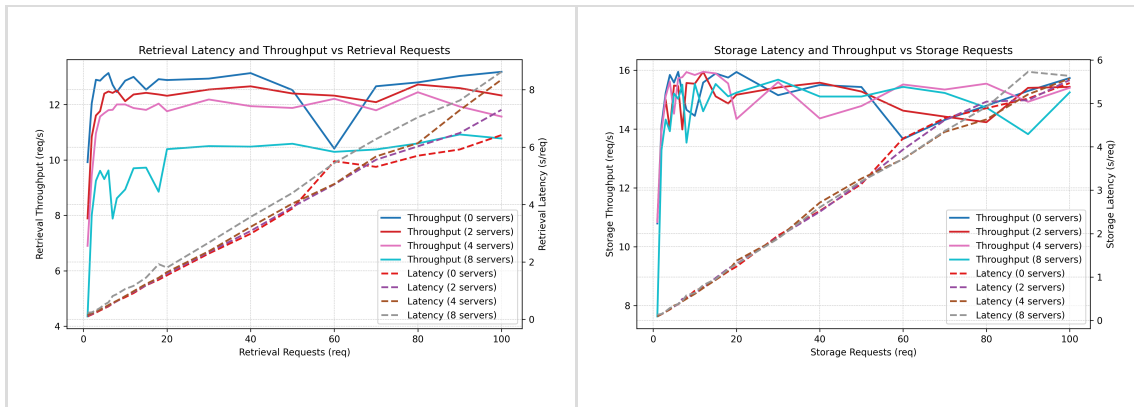 Retrieval Latency and Throughput vs Retrieval Requests
Retrieval Throughput (req/s)
12
10
8
6
4
8
6
4
2
0
Retrieval Latency (s/req)
Throughput (0 servers)
Throughput (2 servers)
Throughput (4 servers)
Throughput (8 servers)
Latency (0 servers)
Latency (2 servers)
Latency (4 servers)
Latency (8 servers)
0 20 40 60 80 100
Retrieval Requests (req)
Storage Latency and Throughput vs Storage Requests
Storage Throughput (req/s)
16
14
12
10
8
6
5
4
3
2
1
0
Storage Latency (s/req)
Throughput (0 servers)
Throughput (2 servers)
Throughput (4 servers)
Throughput (8 servers)
Latency (0 servers)
Latency (2 servers)
Latency (4 servers)
Latency (8 servers)
0 20 40 60 80 100
Storage Requests (req)